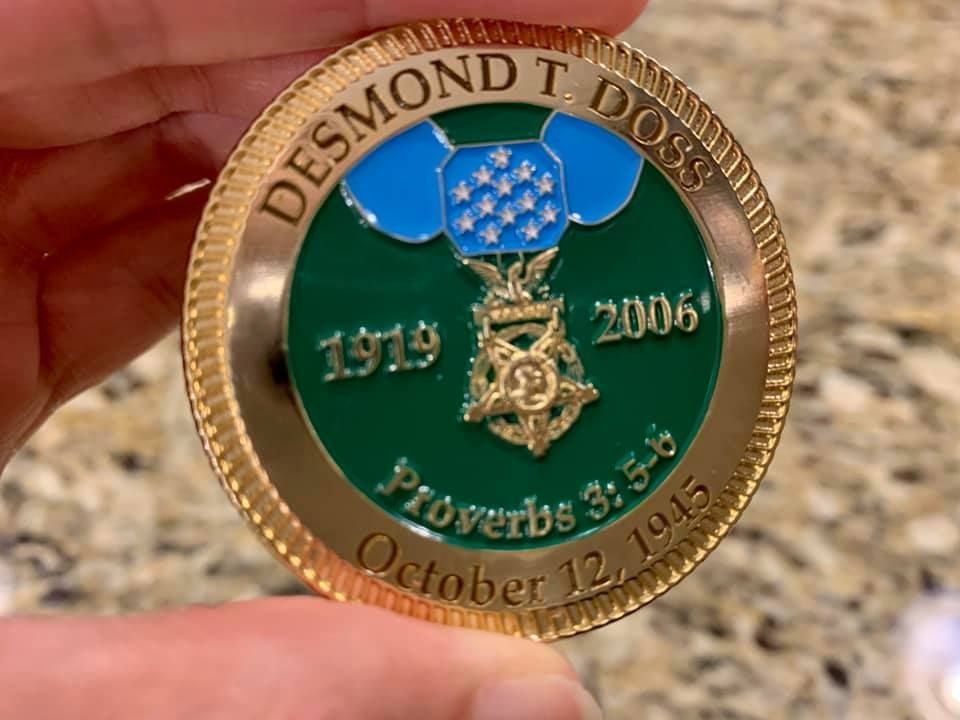 DESMOND T. DOSS
1919
2006
Proverbs 3: 5-6
October 12, 1945